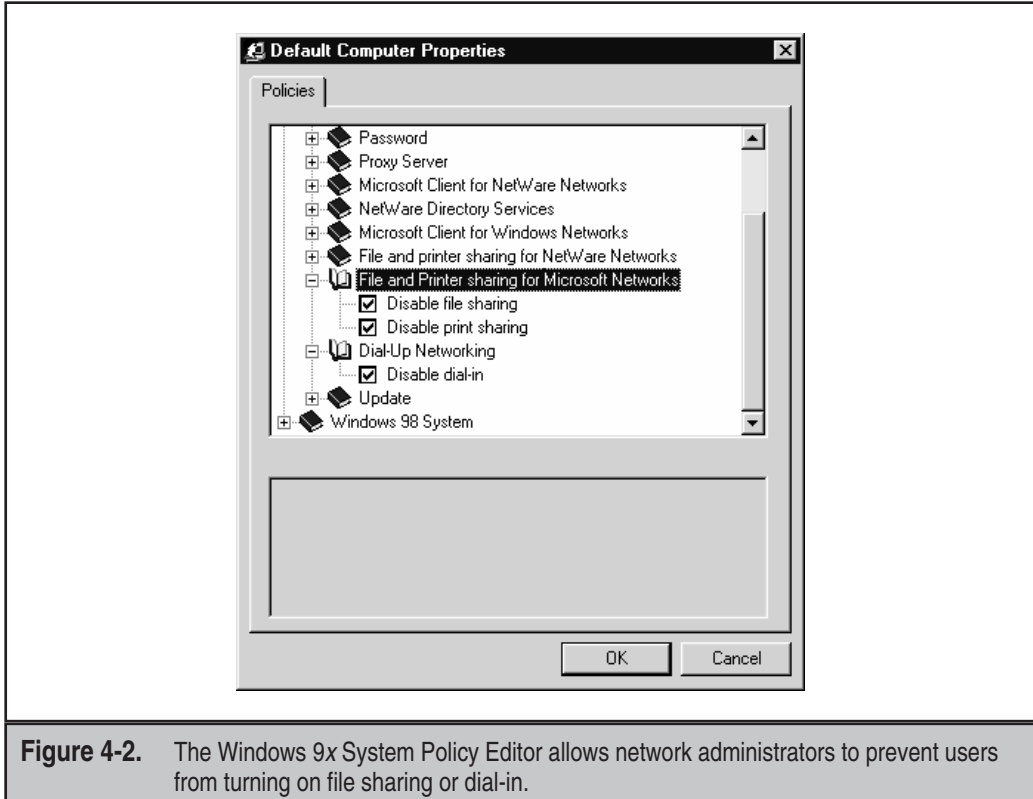 Default Computer Properties
Policies
Password
Proxy Server
Microsoft Client for NetWare Networks
NetWare Directory Services
Microsoft Client for Windows Networks
File and printer sharing for NetWare Networks
File and Printer sharing for Microsoft Networks
Disable file sharing
Disable print sharing
Dial-Up Networking
Disable dial-in
Update
Windows 98 System
OK Cancel
Figure 4-2. The Windows 9x System Policy Editor allows network administrators to prevent users
from turning on file sharing or dial-in.